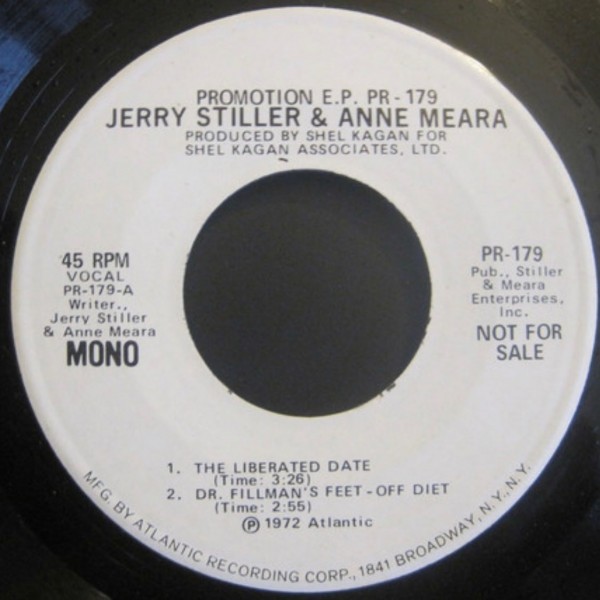 PROMOTION E.P. PR-179
JERRY STILLER & ANNE MEARA
PRODUCED BY SHEL KAGAN FOR
SHEL KAGAN ASSOCIATES, LTD.
45 RPM
VOCAL
PR-179-A
Writer.,
Jerry Stiller
& Anne Meara
MONO
PR-179
Pub., Stiller
& Meara
Enterprises,
Inc.
NOT FOR
SALE
1. THE LIBERATED DATE
(Time: 3:26)
2. DR. FILLMAN'S FEET-OFF DIET
(Time: 2:55)
Ⓟ 1972 Atlantic
MFG. BY ATLANTIC RECORDING CORP., 1841 BROADWAY, N.Y., N.Y.